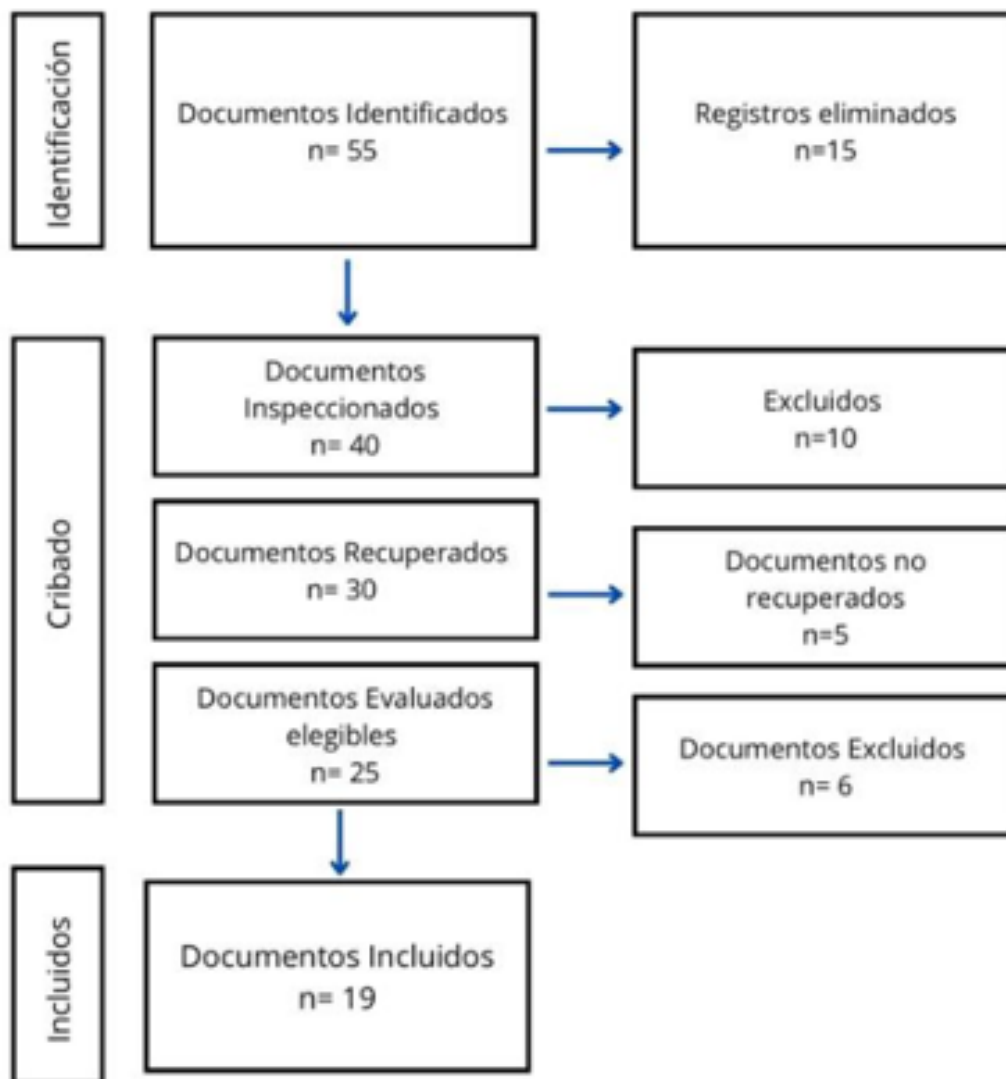 Identificación
Documentos Identificados
n= 55
Registros eliminados
n=15
Cribado
Documentos
Inspeccionados
n= 40
Excluidos
n=10
Documentos Recuperados
n= 30
Documentos no
recuperados
n=5
Documentos Evaluados
elegibles
n= 25
Documentos Excluidos
n= 6
Incluidos
Documentos Incluidos
n= 19